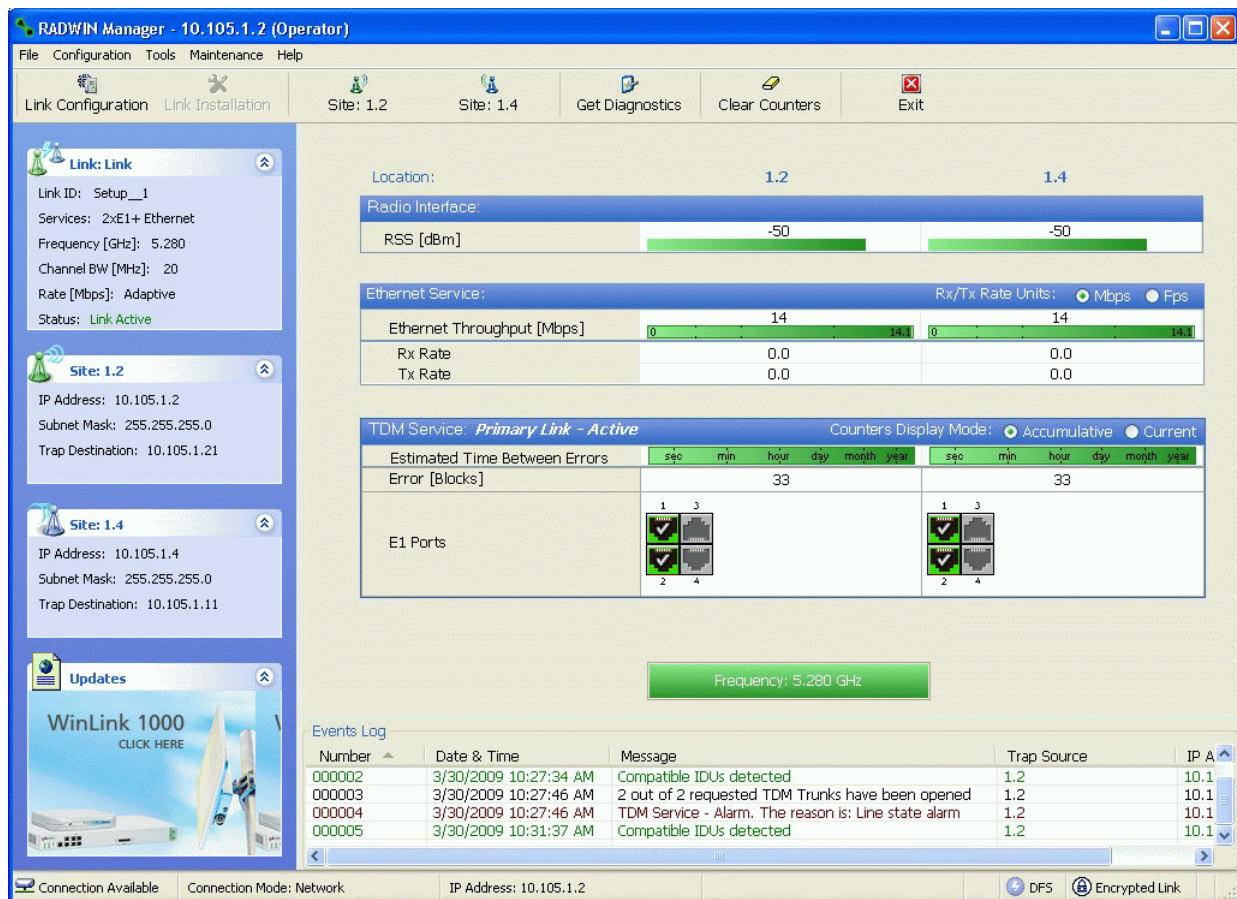 RADWIN Manager - 10.105.1.2 (Operator)
File Configuration Tools Maintenance Help
Link Configuration Link Installation Site: 1.2 Site: 1.4 Get Diagnostics Clear Counters Exit
Link: Link
Link ID: Setup__1
Services: 2xE1+ Ethernet
Frequency [GHz]: 5.280
Channel BW [MHz]: 20
Rate [Mbps]: Adaptive
Status: Link Active
Site: 1.2
IP Address: 10.105.1.2
Subnet Mask: 255.255.255.0
Trap Destination: 10.105.1.21
Site: 1.4
IP Address: 10.105.1.4
Subnet Mask: 255.255.255.0
Trap Destination: 10.105.1.11
Updates
WinLink 1000
CLICK HERE
Location: 1.2 1.4
Radio Interface:
RSS [dBm] -50 -50
Ethernet Service: Rx/Tx Rate Units: Mbps Fps
Ethernet Throughput [Mbps] 14 14
0 14.1 0 14.1
Rx Rate 0.0 0.0
Tx Rate 0.0 0.0
TDM Service: Primary Link - Active Counters Display Mode: Accumulative Current
Estimated Time Between Errors sec min hour day month year sec min hour day month year
Error [Blocks] 33 33
1 3 1 3
E1 Ports
2 4 2 4
Frequency: 5.280 GHz
Events Log
Number Date & Time Message Trap Source IP A
000002 3/30/2009 10:27:34 AM Compatible IDUs detected 1.2 10.1
000003 3/30/2009 10:27:46 AM 2 out of 2 requested TDM Trunks have been opened 1.2 10.1
000004 3/30/2009 10:27:46 AM TDM Service - Alarm. The reason is: Line state alarm 1.2 10.1
000005 3/30/2009 10:31:37 AM Compatible IDUs detected 1.2 10.1
Connection Available Connection Mode: Network IP Address: 10.105.1.2 DFS Encrypted Link